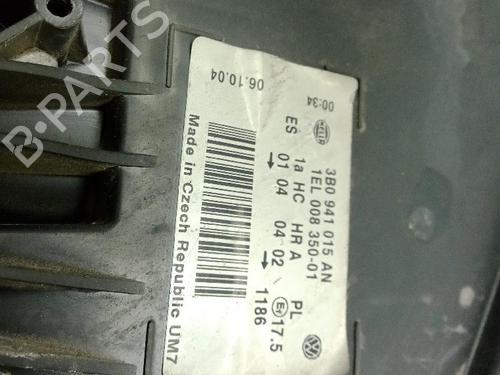 06.10.04
00:34
HELLA
3B0 941 015 AN
1EL 008 350-01
ES
1a HC HR A PL
01 04 04 02 / E1 17.5
1186
Made in Czech Republic UM7
B-PARTS